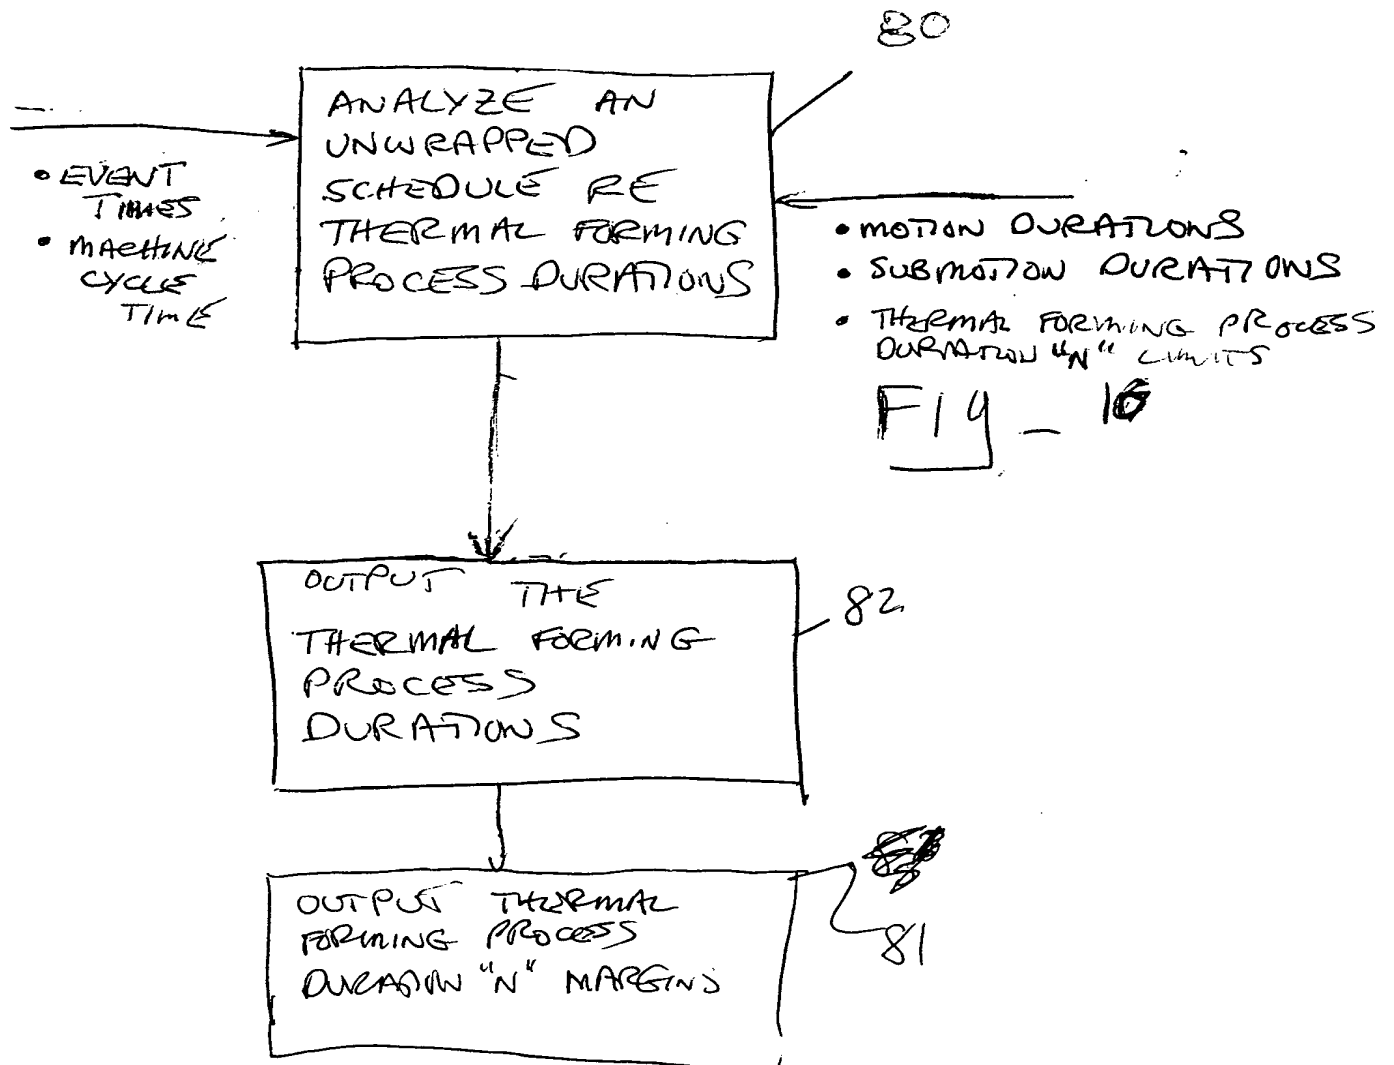 80
ANALYZE AN
UNWRAPPED
SCHEDULE RE
THERMAL FORMING
PROCESS DURATIONS
• EVENT
TIMES
• MACHINE
CYCLE
TIME
• MOTION DURATIONS
• SUBMOTION DURATIONS
• THERMAL FORMING PROCESS
DURATION "N" LIMITS
FIG _
OUTPUT THE
THERMAL FORMING
PROCESS
DURATIONS
82
OUTPUT THERMAL
FORMING PROCESS
DURATION "N" MARGINS
81